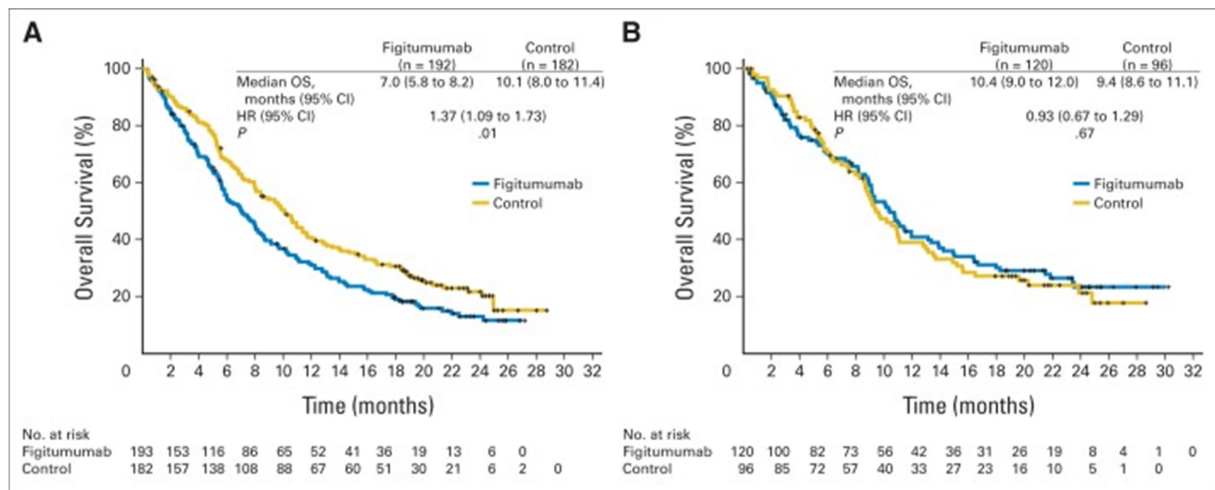 A
Figitumumab Control
(n = 192) (n = 182)
Median OS, 7.0 (5.8 to 8.2) 10.1 (8.0 to 11.4)
months (95% CI)
HR (95% CI) 1.37 (1.09 to 1.73)
P .01
100
80
60
40
20
0 2 4 6 8 10 12 14 16 18 20 22 24 26 28 30 32
Overall Survival (%)
Figitumumab
Control
Time (months)
No. at risk
Figitumumab 193 153 116 86 65 52 41 36 19 13 6 0
Control 182 157 138 108 88 67 60 51 30 21 6 2 0
B
Figitumumab Control
(n = 120) (n = 96)
Median OS, 10.4 (9.0 to 12.0) 9.4 (8.6 to 11.1)
months (95% CI)
HR (95% CI) 0.93 (0.67 to 1.29)
P .67
100
80
60
40
20
0 2 4 6 8 10 12 14 16 18 20 22 24 26 28 30 32
Overall Survival (%)
Figitumumab
Control
Time (months)
No. at risk
Figitumumab 120 100 82 73 56 42 36 31 26 19 8 4 1 0
Control 96 85 72 57 40 33 27 23 16 10 5 1 0